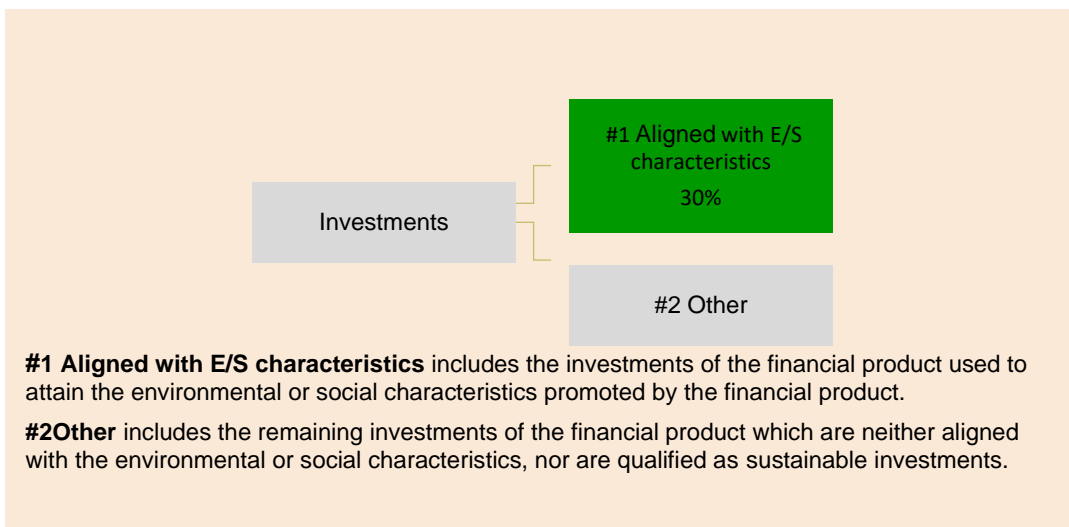 #1 Aligned with E/S
characteristics
30%
Investments
#2 Other
#1 Aligned with E/S characteristics includes the investments of the financial product used to
attain the environmental or social characteristics promoted by the financial product.
#2Other includes the remaining investments of the financial product which are neither aligned
with the environmental or social characteristics, nor are qualified as sustainable investments.